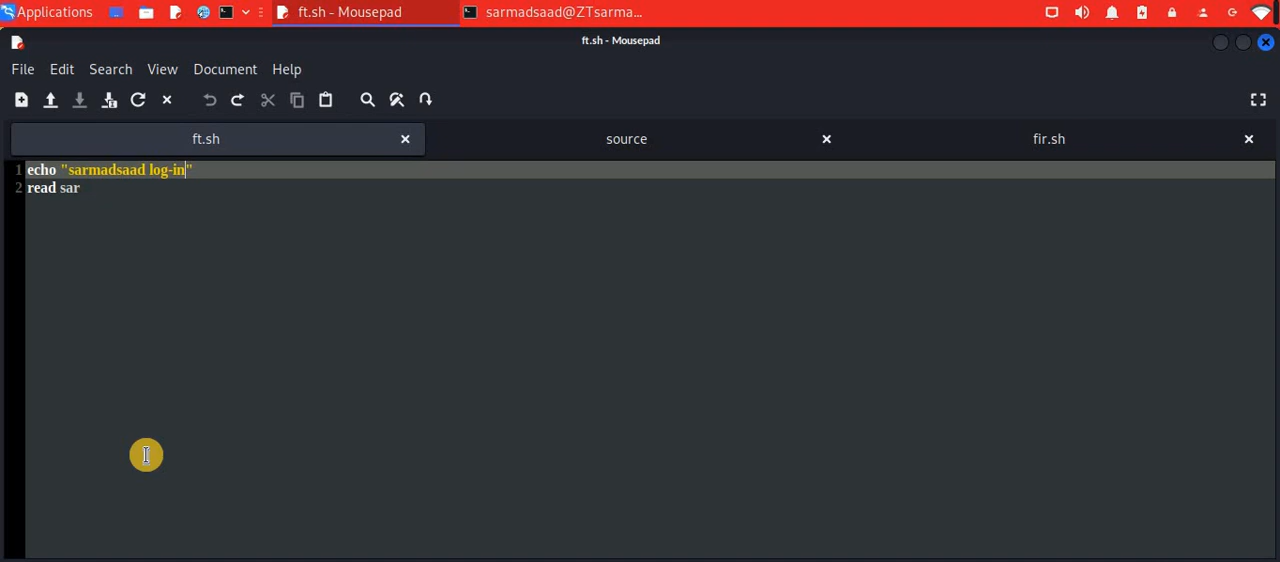 Applications
ft.sh - Mousepad
sarmadsaad@ZTsarma...
ft.sh - Mousepad
File Edit Search View Document Help
ft.sh
source
fir.sh
1 echo "sarmadsaad log-in"
2 read sar